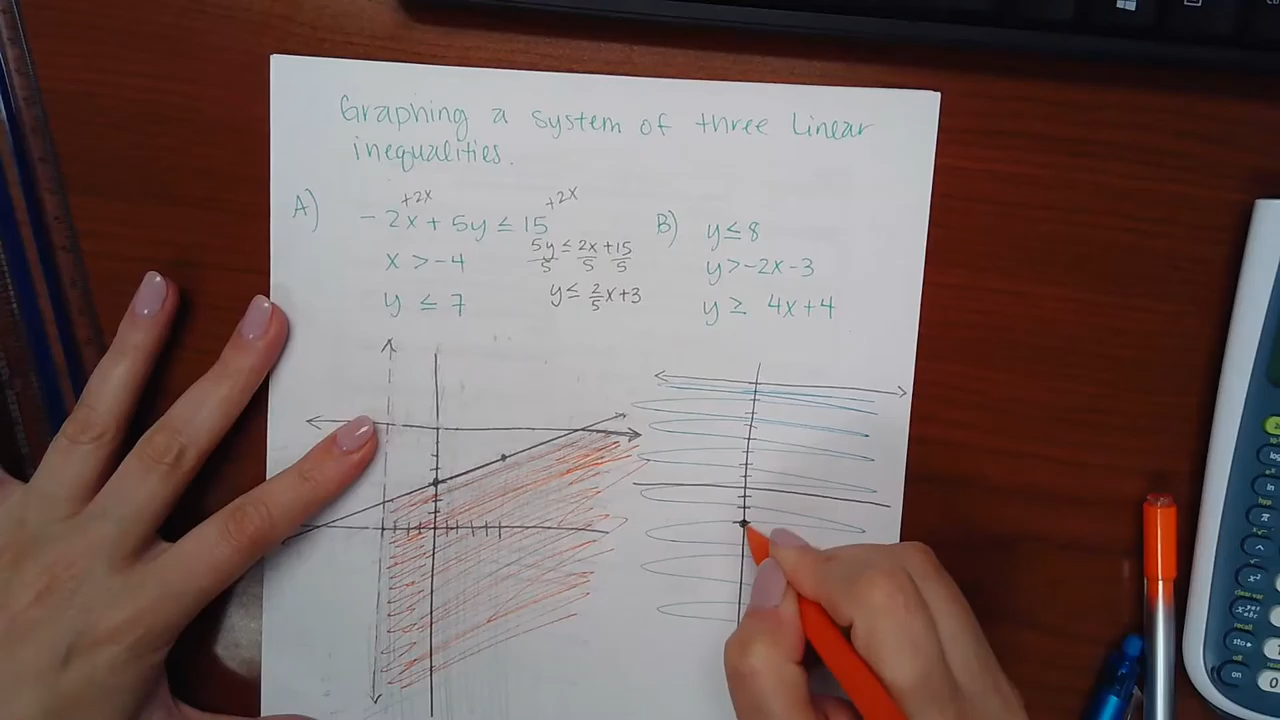 Graphing a system of three linear
inequalities.
A)
+2x +2x
-2x + 5y ≤ 15
x > -4
y ≤ 7
5y ≤ 2x + 15
5 5 5
y ≤ 2/5 x + 3
B)
y ≤ 8
y > -2x - 3
y ≥ 4x + 4